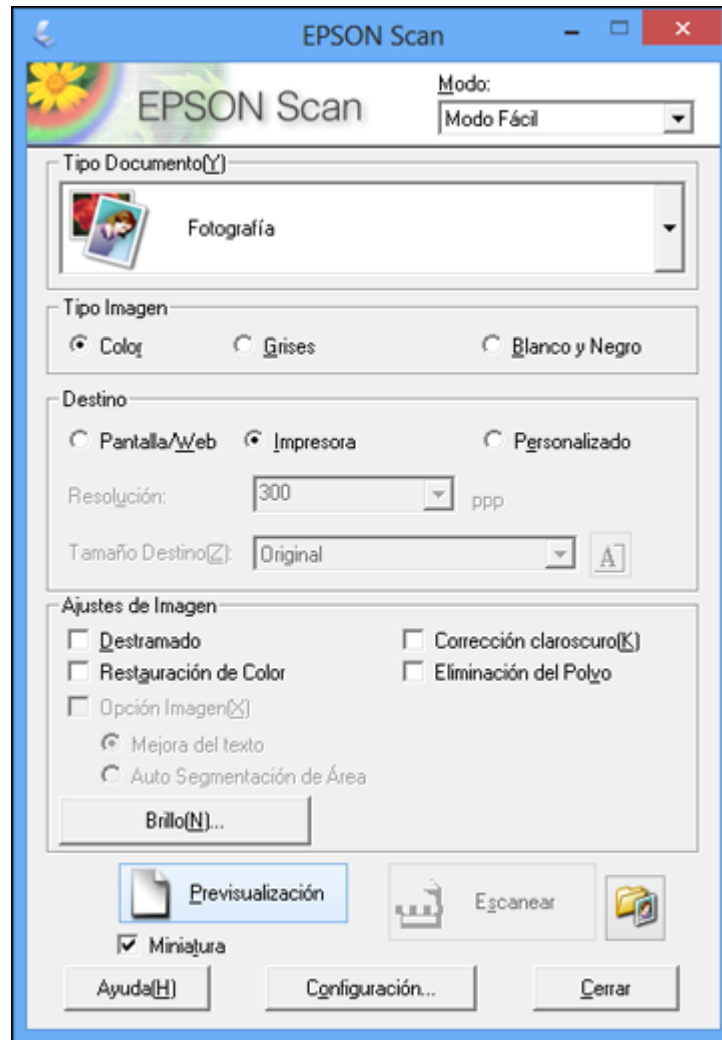 EPSON Scan
EPSON Scan
Modo:
Modo Fácil
Tipo Documento(Y)
Fotografía
Tipo Imagen
Color Grises Blanco y Negro
Destino
Pantalla/Web Impresora Personalizado
Resolución: 300 ppp
Tamaño Destino(Z): Original A
Ajustes de Imagen
Destramado Corrección claroscuro(K)
Restauración de Color Eliminación del Polvo
Opción Imagen(X)
Mejora del texto
Auto Segmentación de Área
Brillo(N)...
Previsualización Escanear
Miniatura
Ayuda(H) Configuración... Cerrar